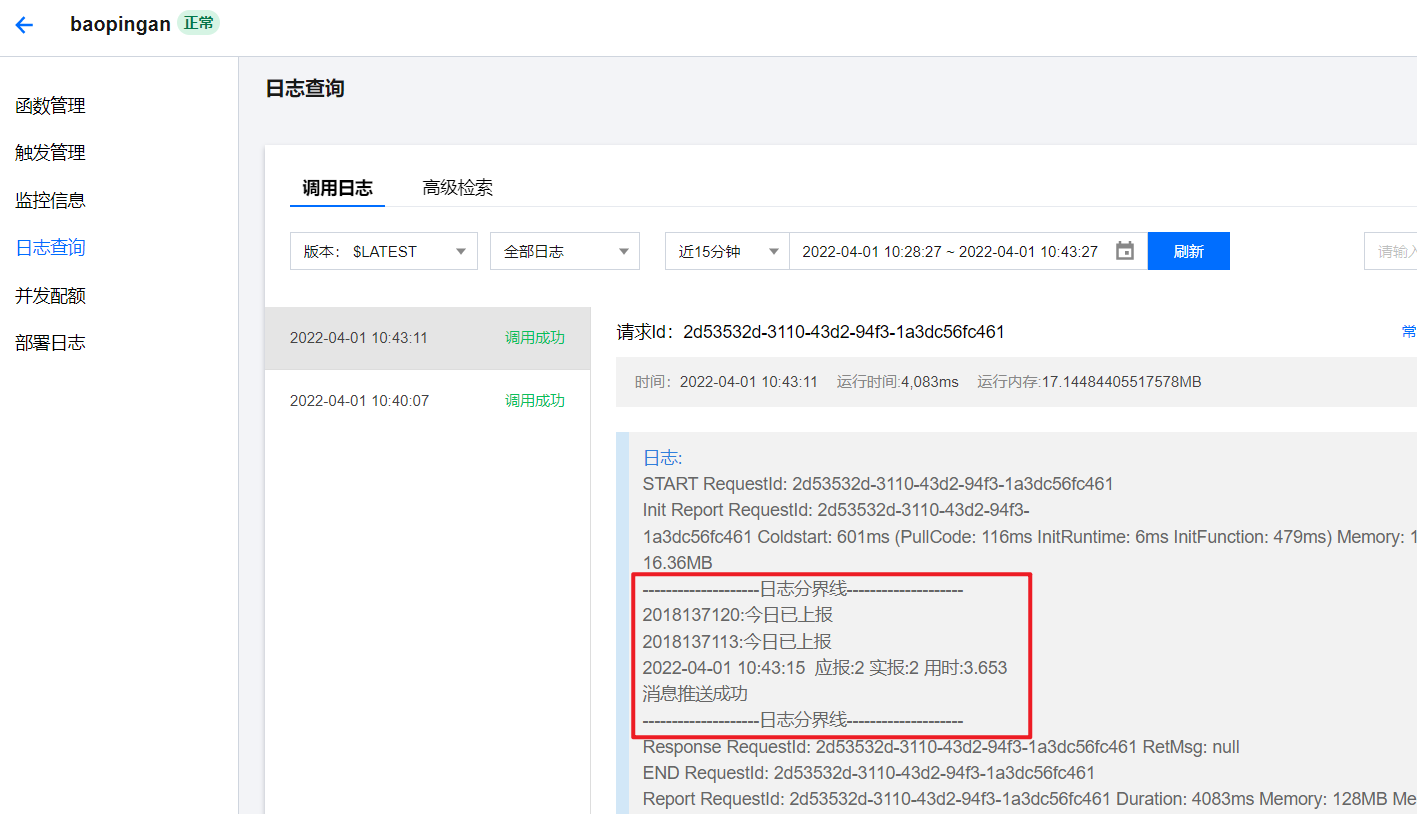 baopingan 正常
函数管理
触发管理
监控信息
日志查询
并发配额
部署日志
日志查询
调用日志 高级检索
版本： $LATEST 全部日志 近15分钟 2022-04-01 10:28:27 ~ 2022-04-01 10:43:27 刷新 请输入
2022-04-01 10:43:11 调用成功
2022-04-01 10:40:07 调用成功
请求Id： 2d53532d-3110-43d2-94f3-1a3dc56fc461 常
时间： 2022-04-01 10:43:11 运行时间:4,083ms 运行内存:17.14484405517578MB
日志:
START RequestId: 2d53532d-3110-43d2-94f3-1a3dc56fc461
Init Report RequestId: 2d53532d-3110-43d2-94f3-
1a3dc56fc461 Coldstart: 601ms (PullCode: 116ms InitRuntime: 6ms InitFunction: 479ms) Memory: 1
16.36MB
--------------------日志分界线--------------------
2018137120:今日已上报
2018137113:今日已上报
2022-04-01 10:43:15 应报:2 实报:2 用时:3.653
消息推送成功
--------------------日志分界线--------------------
Response RequestId: 2d53532d-3110-43d2-94f3-1a3dc56fc461 RetMsg: null
END RequestId: 2d53532d-3110-43d2-94f3-1a3dc56fc461
Report RequestId: 2d53532d-3110-43d2-94f3-1a3dc56fc461 Duration: 4083ms Memory: 128MB Me